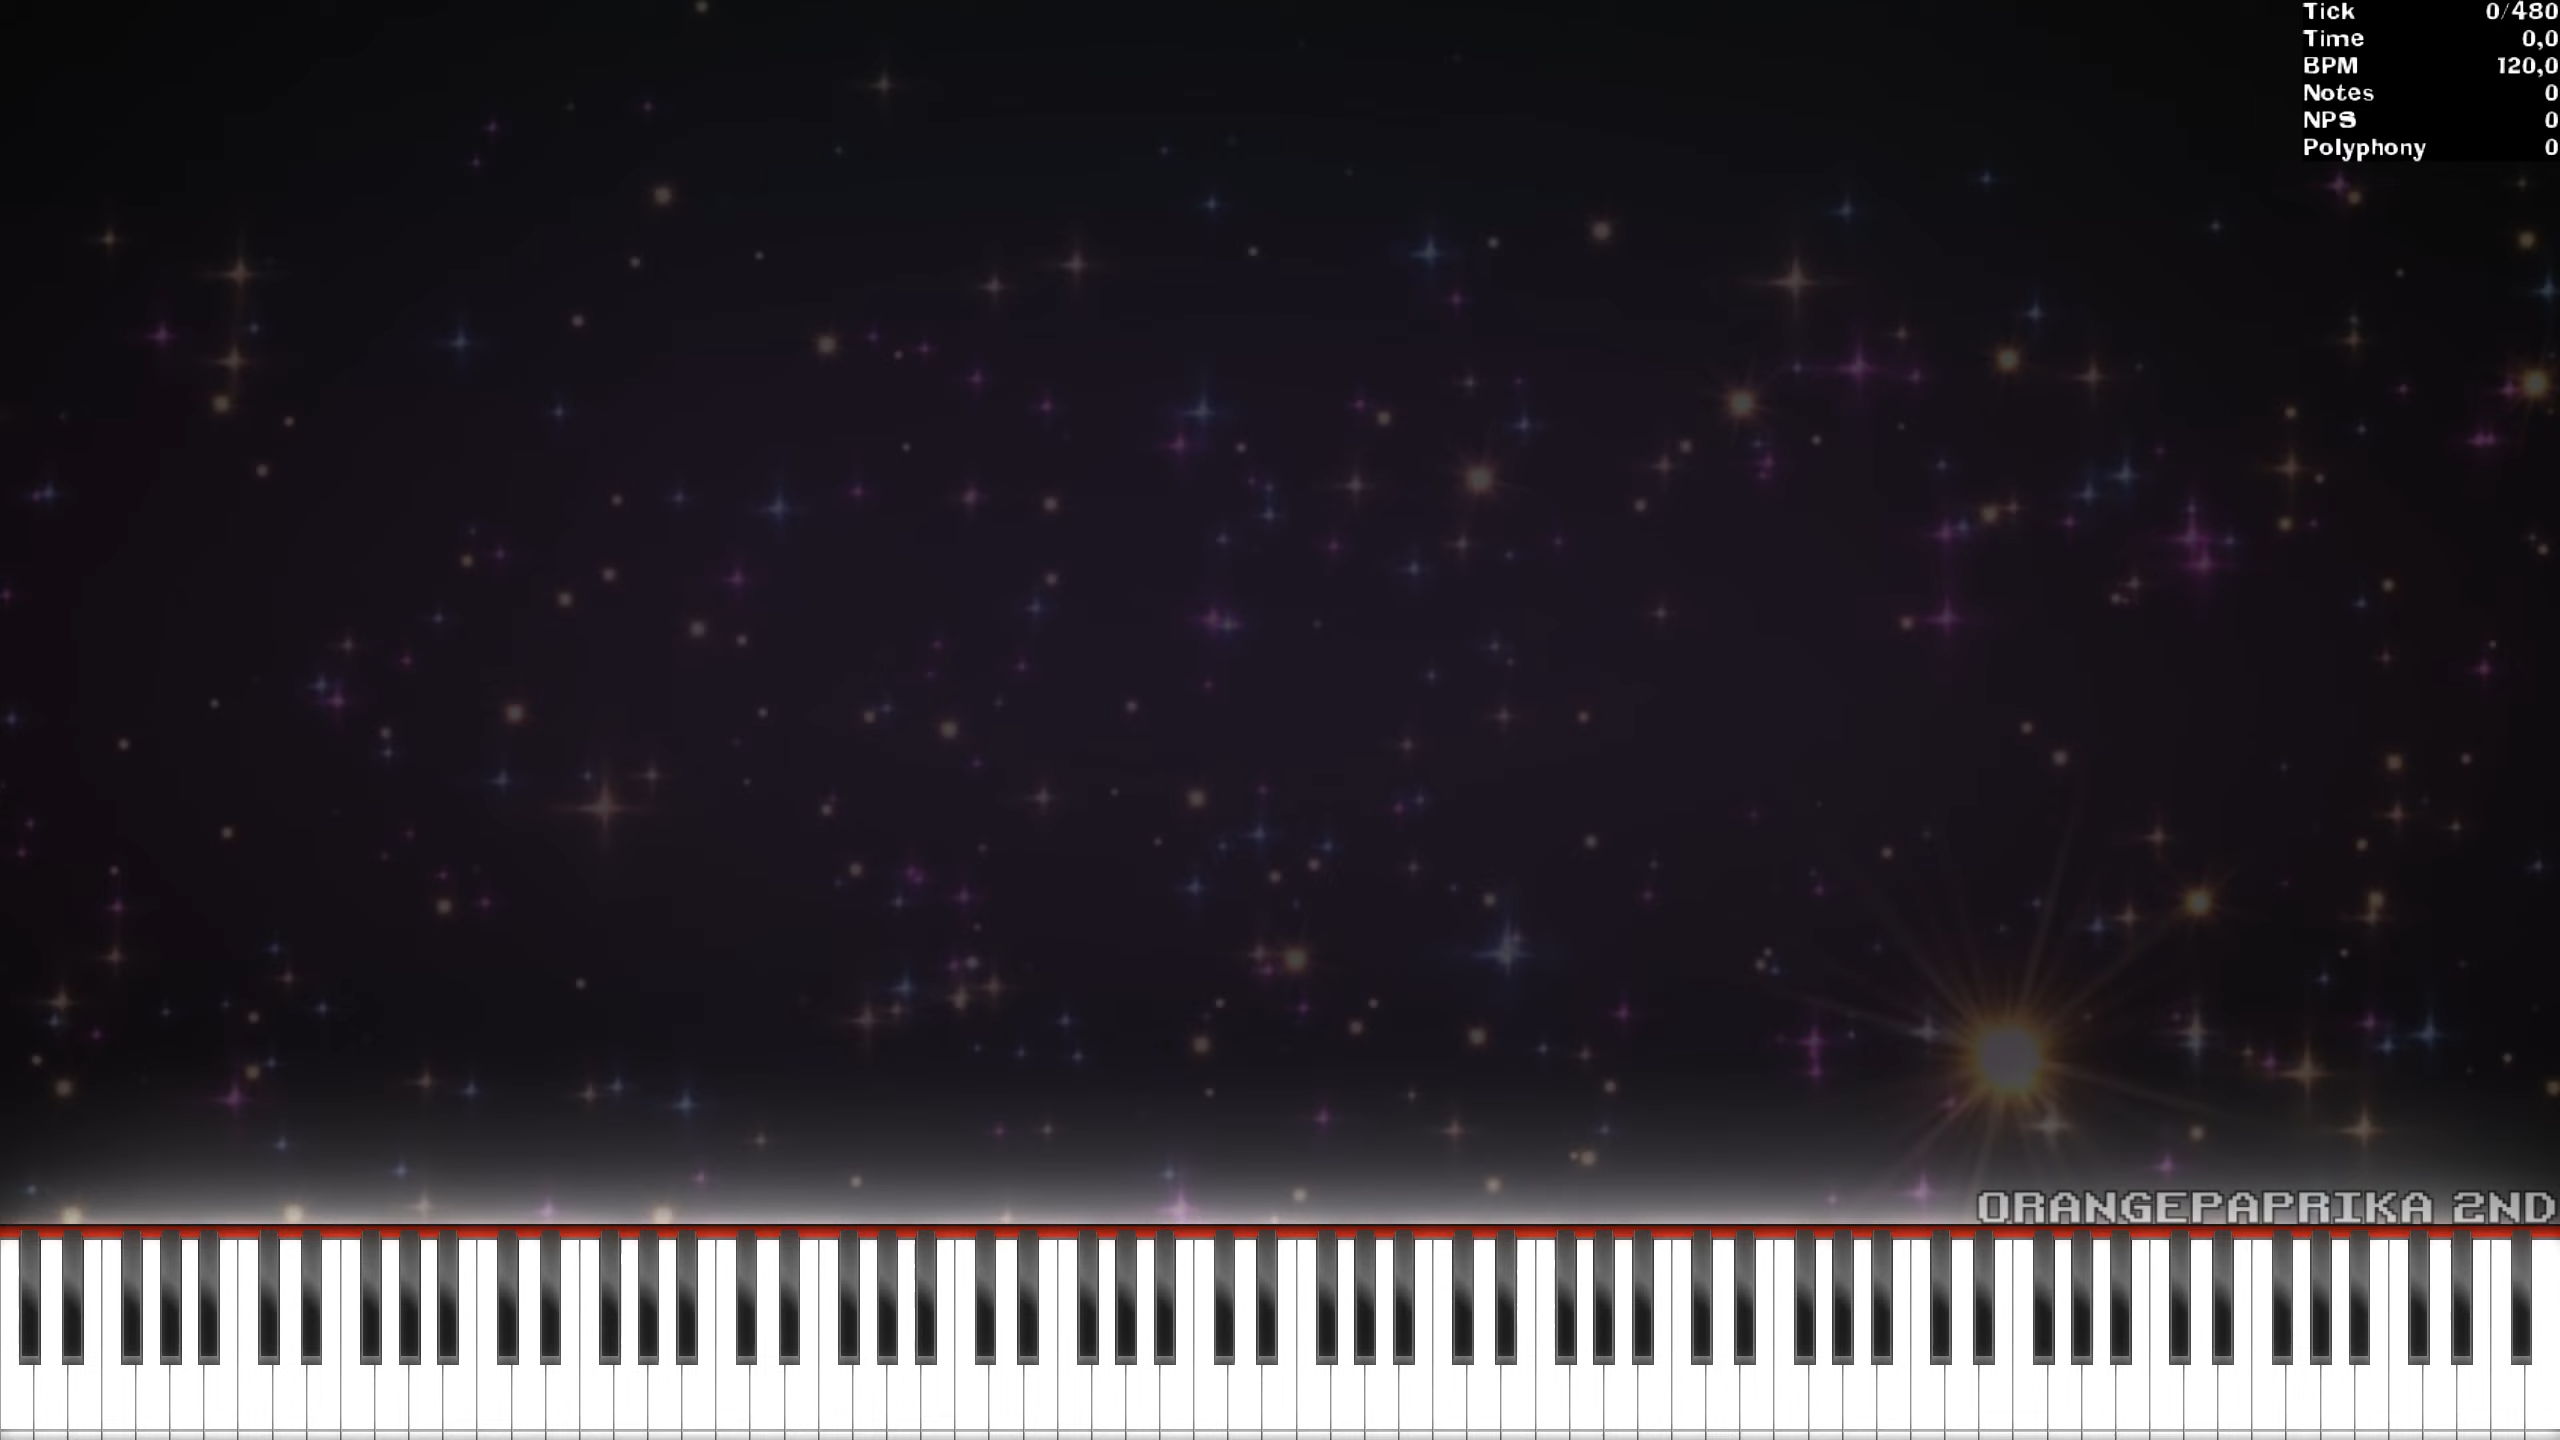 Tick 0/480
Time 0,0
BPM 120,0
Notes 0
NPS 0
Polyphony 0
ORANGEPAPRIKA 2ND